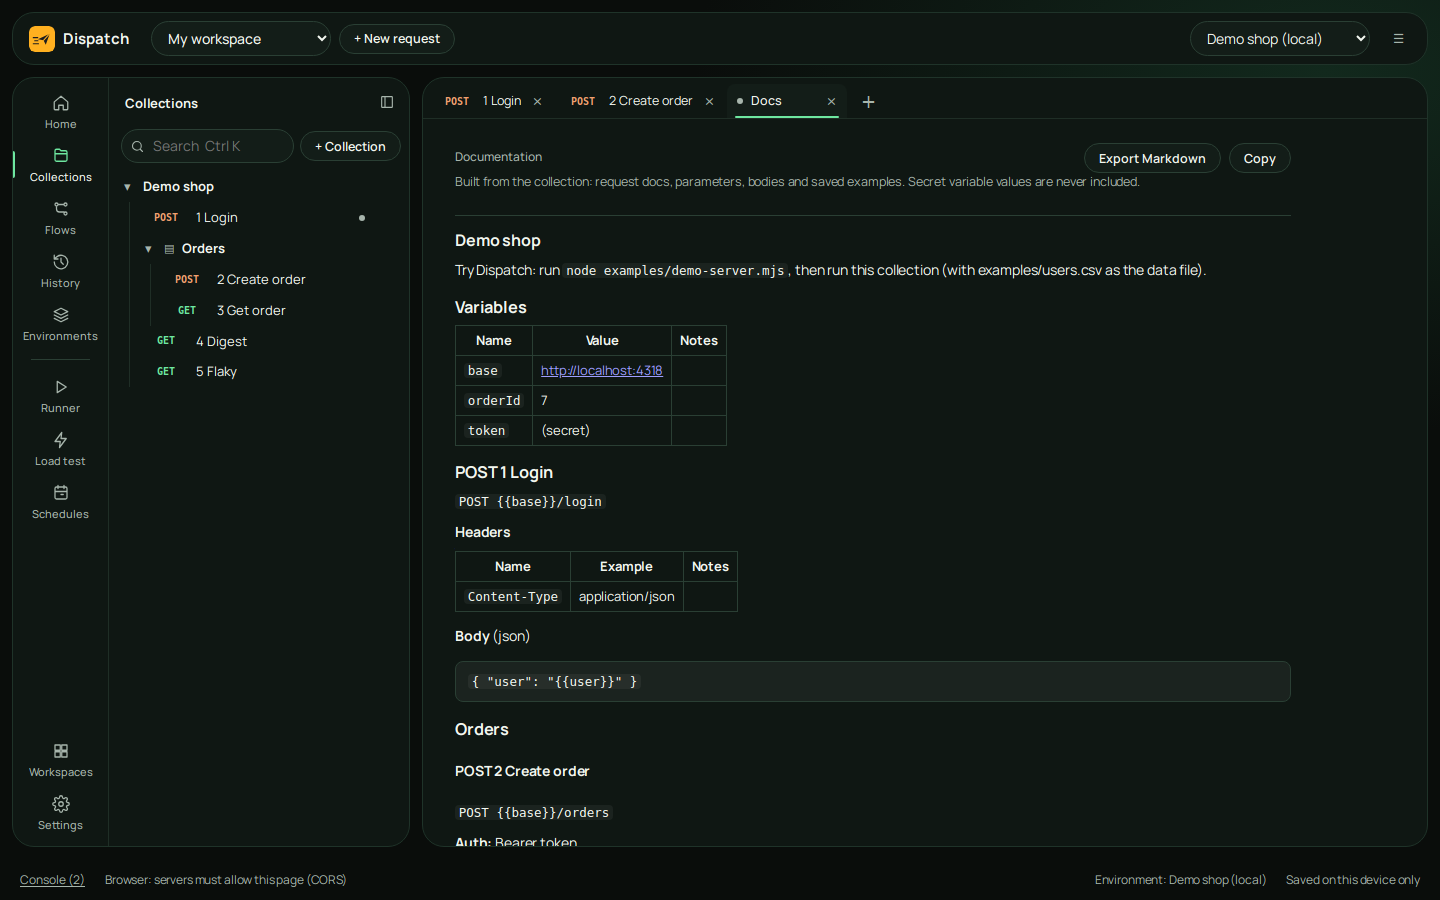 Dispatch
My workspace
+ New request
Demo shop (local)
Home
Collections
Flows
History
Environments
Runner
Load test
Schedules
Workspaces
Settings
Collections
Search Ctrl K
+ Collection
Demo shop
POST 1 Login
Orders
POST 2 Create order
GET 3 Get order
GET 4 Digest
GET 5 Flaky
POST 1 Login
POST 2 Create order
Docs
Documentation
Export Markdown
Copy
Built from the collection: request docs, parameters, bodies and saved examples. Secret variable values are never included.
Demo shop
Try Dispatch: run node examples/demo-server.mjs, then run this collection (with examples/users.csv as the data file).
Variables
Name Value Notes
base http://localhost:4318
orderId 7
token (secret)
POST 1 Login
POST {{base}}/login
Headers
Name Example Notes
Content-Type application/json
Body (json)
{ "user": "{{user}}" }
Orders
POST 2 Create order
POST {{base}}/orders
Auth: Bearer token
Console (2)
Browser: servers must allow this page (CORS)
Environment: Demo shop (local)
Saved on this device only